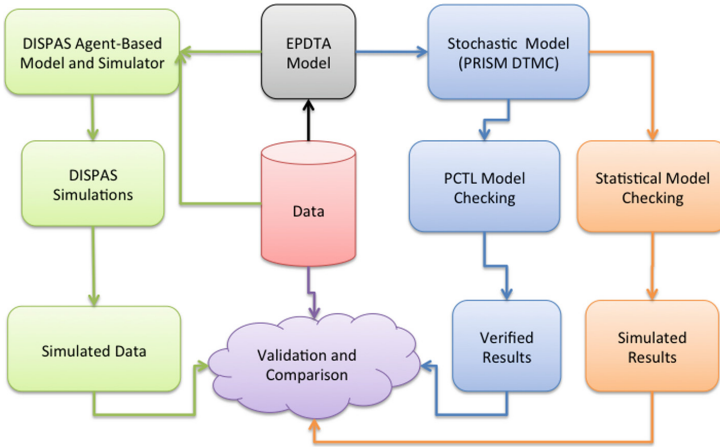 DISPAS Agent-Based
Model and Simulator
EPDTA
Model
Stochastic Model
(PRISM DTMC)
DISPAS
Simulations
Data
PCTL Model
Checking
Statistical Model
Checking
Simulated Data
Validation and
Comparison
Verified
Results
Simulated
Results